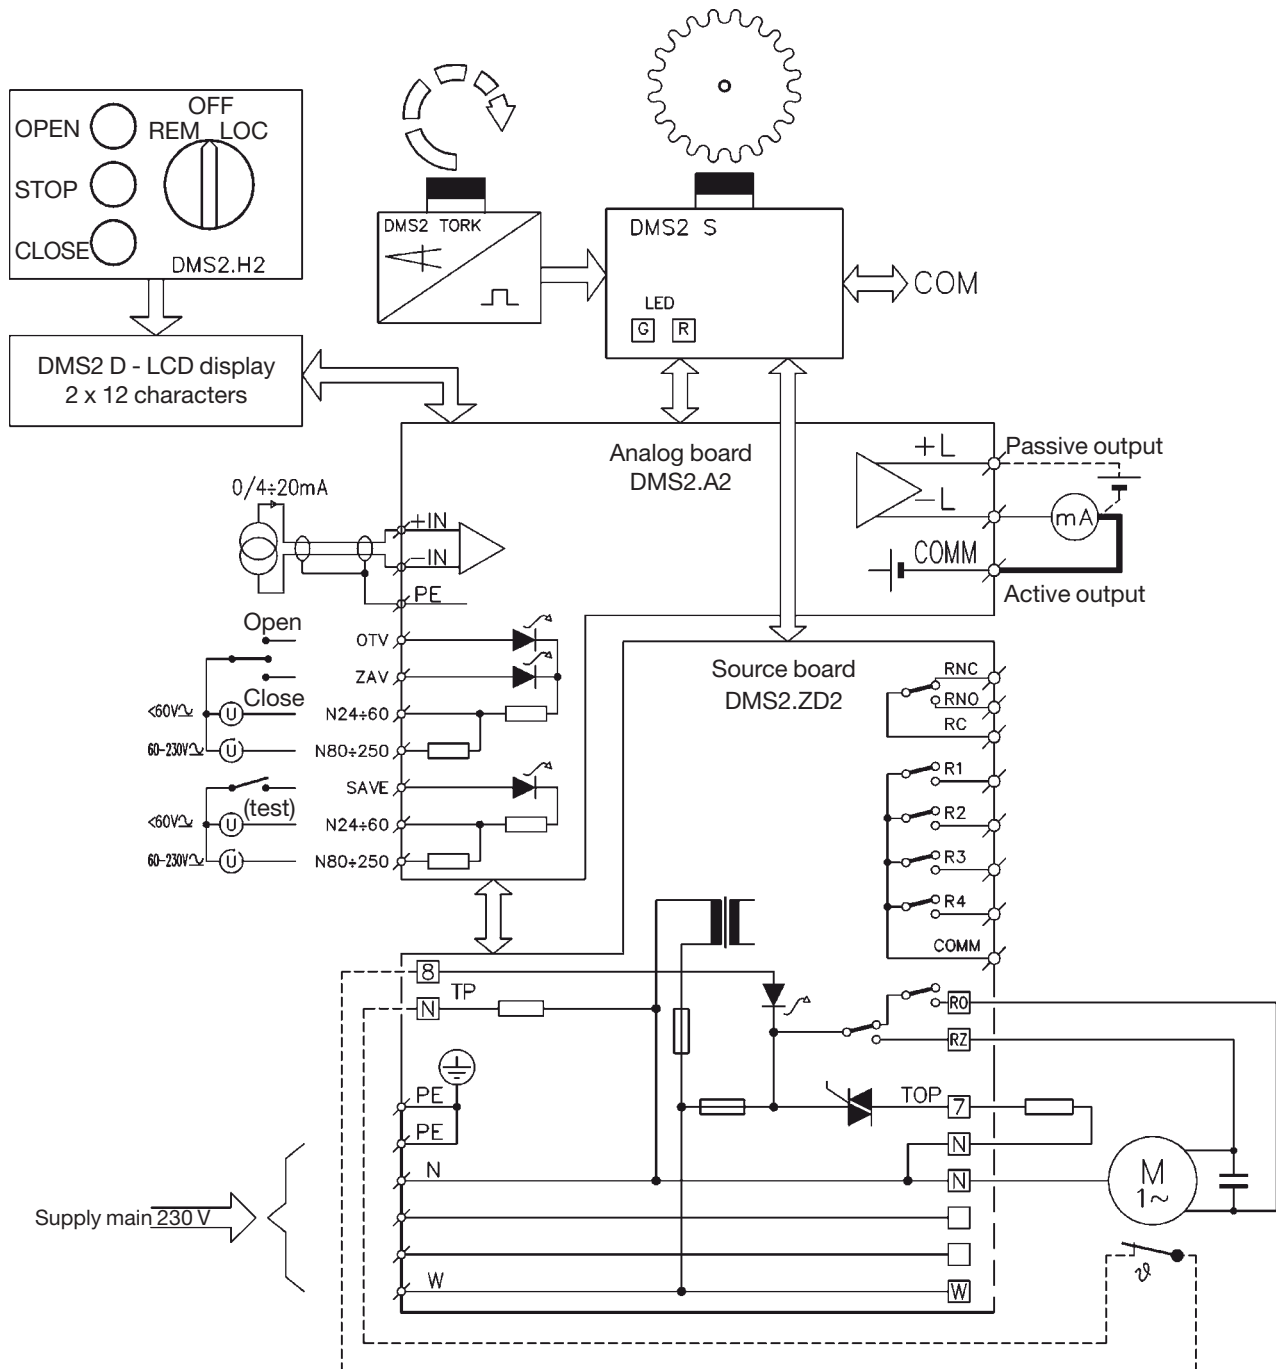 OFF
OPEN
REM LOC
STOP
CLOSE
DMS2.H2
DMS2 TORK
DMS2 S
LED
G R
COM
DMS2 D - LCD display
2 x 12 characters
Analog board
DMS2.A2
+L
Passive output
-L
mA
COMM
Active output
0/4÷20mA
+IN
-IN
PE
Open
OTV
ZAV
Close
<60V
U
N24÷60
60-230V
U
N80÷250
SAVE
(test)
<60V
U
N24÷60
60-230V
U
N80÷250
Source board
DMS2.ZD2
RNC
RNO
RC
R1
R2
R3
R4
COMM
8
TP
N
RO
RZ
PE
TOP
7
PE
N
N
N
M
1~
Supply main 230 V
W
W
ϑ